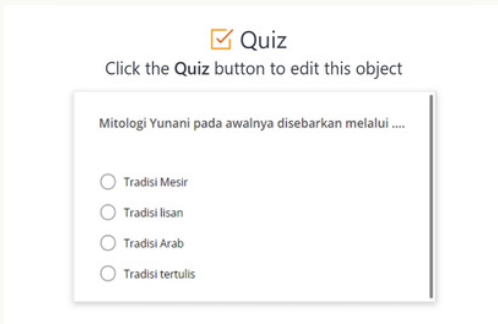 Quiz
Click the Quiz button to edit this object
Mitologi Yunani pada awalnya disebarkan melalui ....
Tradisi Mesir
Tradisi lisan
Tradisi Arab
Tradisi tertulis